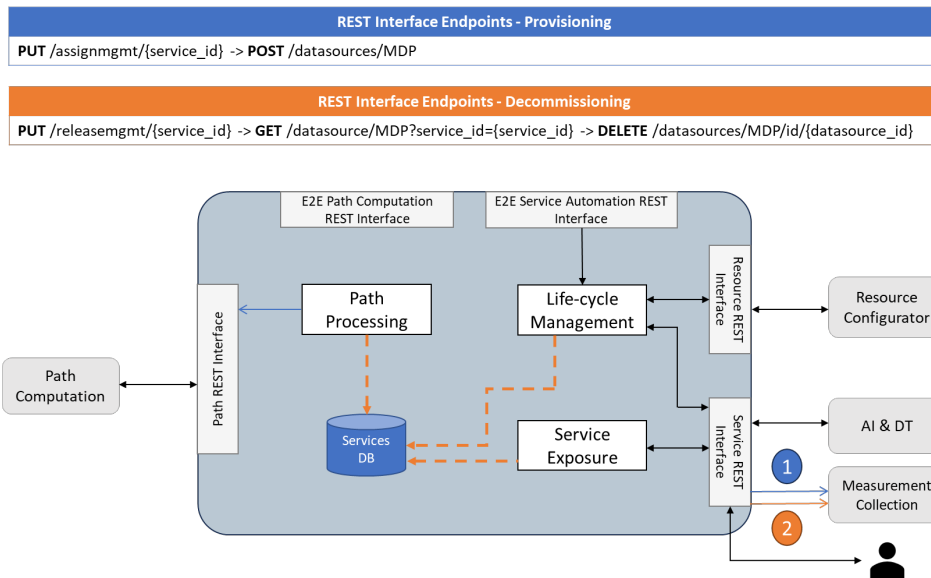 REST Interface Endpoints - Provisioning
PUT /assignmgmt/{service_id} -> POST /datasources/MDP
REST Interface Endpoints - Decommissioning
PUT /releasemgmt/{service_id} -> GET /datasource/MDP?service_id={service_id} -> DELETE /datasources/MDP/id/{datasource_id}
E2E Path Computation
REST Interface
E2E Service Automation REST
Interface
Path REST Interface
Path
Processing
Life-cycle
Management
Resource REST
Interface
Resource
Configurator
Path
Computation
Services
DB
Service
Exposure
Service REST
Interface
AI & DT
1
Measurement
Collection
2